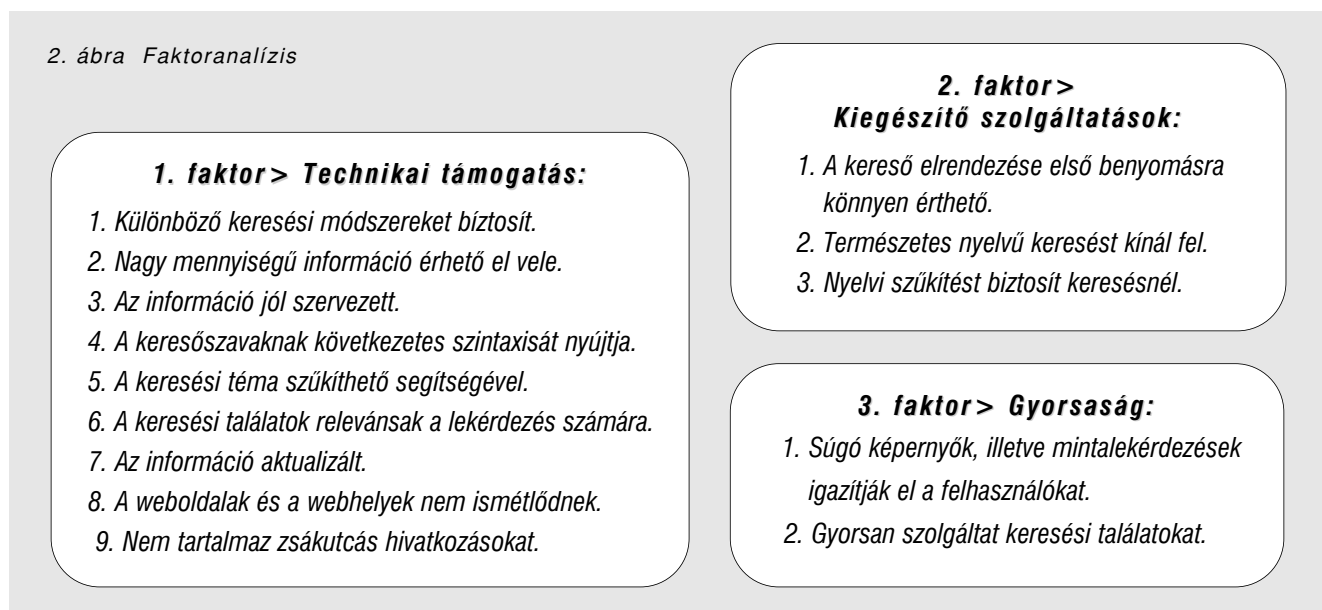 2. ábra Faktoranalízis
1. faktor> Technikai támogatás:
1. Különböző keresési módszereket bíztosít.
2. Nagy mennyiségű információ érhető el vele.
3. Az információ jól szervezett.
4. A keresőszavaknak következetes szintaxisát nyújtja.
5. A keresési téma szűkíthető segítségével.
6. A keresési találatok relevánsak a lekérdezés számára.
7. Az információ aktualizált.
8. A weboldalak és a webhelyek nem ismétlődnek.
9. Nem tartalmaz zsákutcás hivatkozásokat.
2. faktor>
Kiegészítő szolgáltatások:
1. A kereső elrendezése első benyomásra
könnyen érthető.
2. Természetes nyelvű keresést kínál fel.
3. Nyelvi szűkítést biztosít keresésnél.
3. faktor> Gyorsaság:
1. Súgó képernyők, illetve mintalekérdezések
igazítják el a felhasználókat.
2. Gyorsan szolgáltat keresési találatokat.